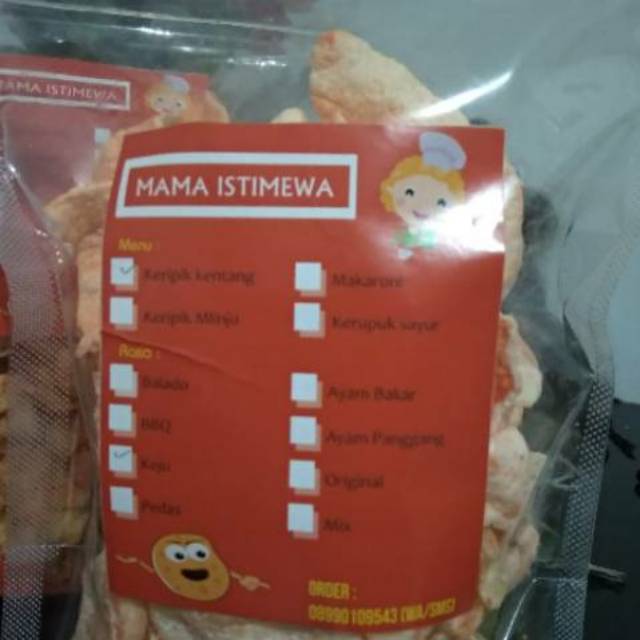 MAMA ISTIMEWA
MAMA ISTIMEWA
Menu :
Keripik kentang
Makaroni
Keripik Mlinju
Kerupuk sayur
Rasa :
Balado
Ayam Bakar
BBQ
Ayam Panggang
Keju
Original
Pedas
Mix
ORDER :
08990109543 (WA/SMS)